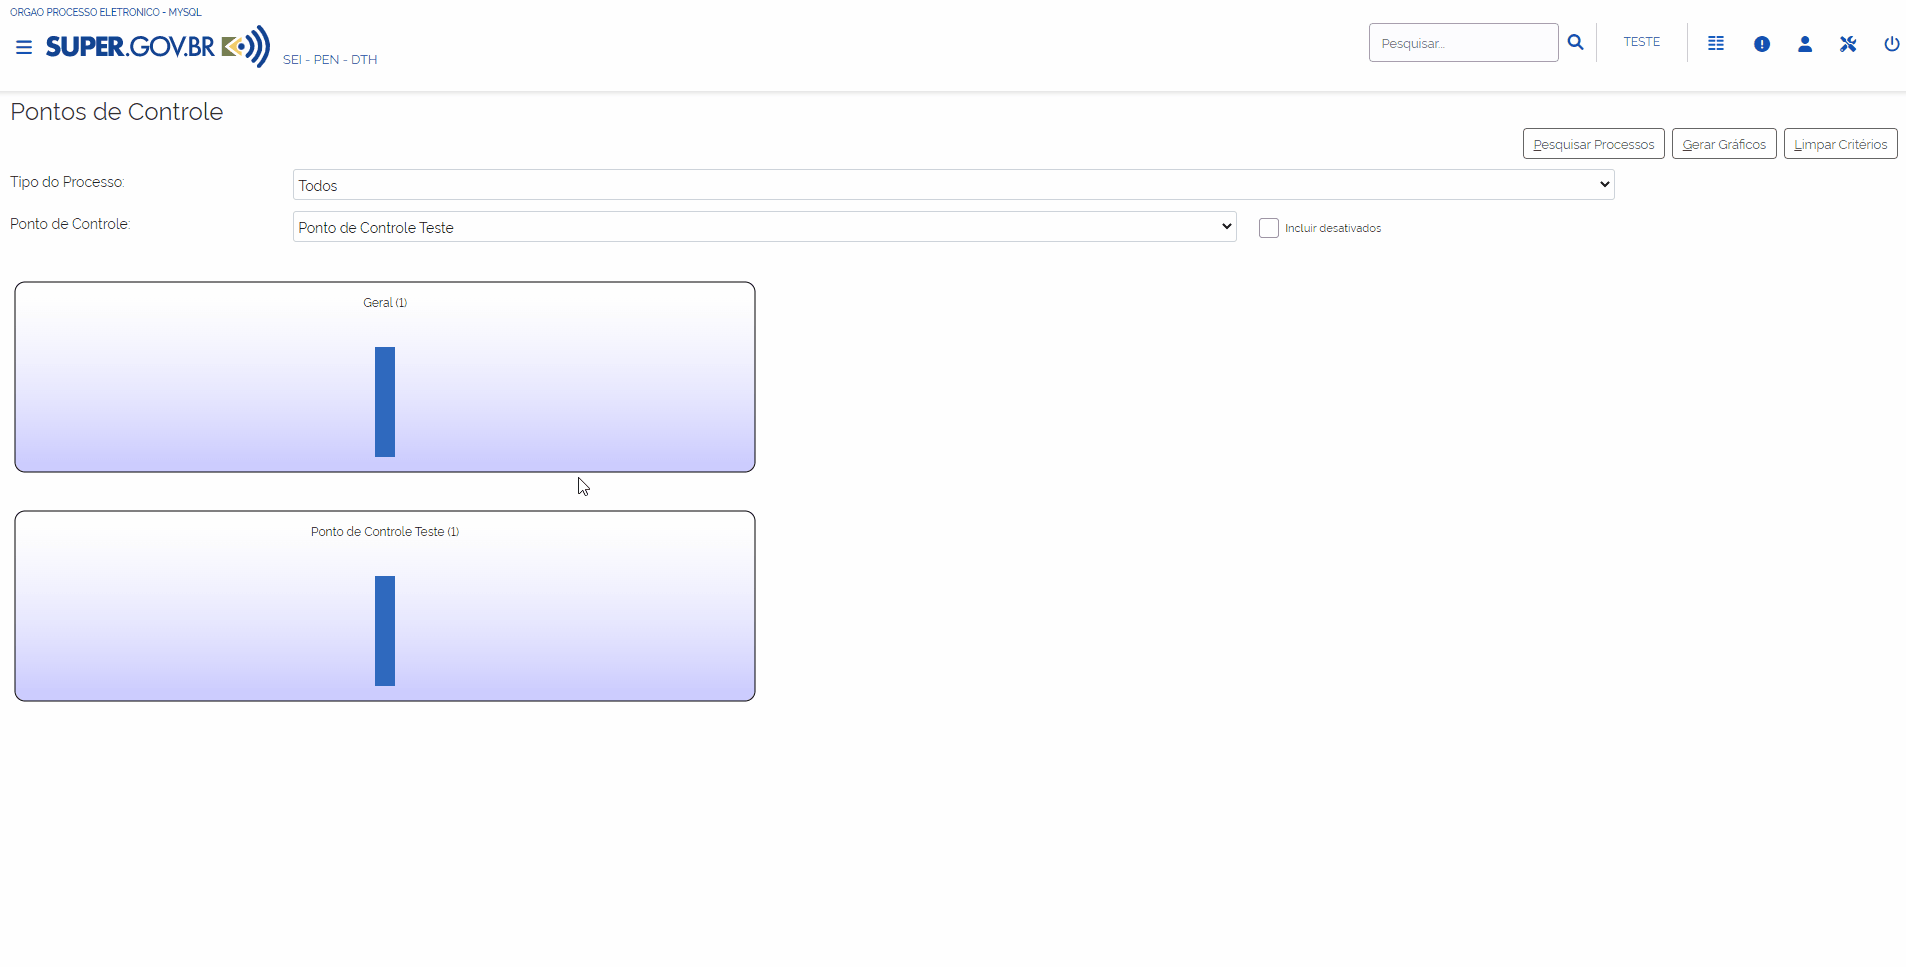 ORGAO PROCESSO ELETRONICO - MYSQL
SUPER.GOV.BR
SEI - PEN - DTH
Pesquisar...
TESTE
Pontos de Controle
Pesquisar Processos
Gerar Gráficos
Limpar Critérios
Tipo do Processo:
Todos
Ponto de Controle:
Ponto de Controle Teste
Incluir desativados
Geral (1)
Ponto de Controle Teste (1)